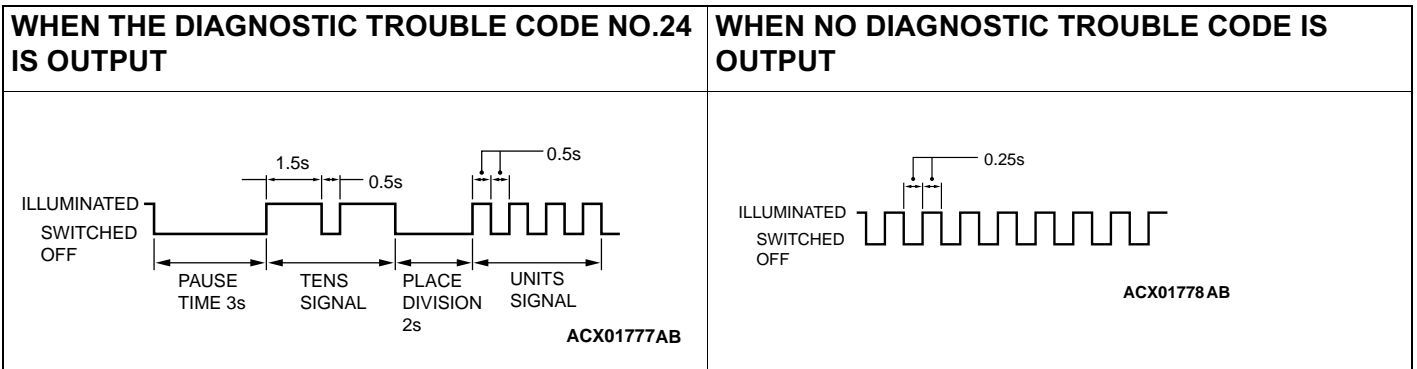 WHEN THE DIAGNOSTIC TROUBLE CODE NO.24
IS OUTPUT
WHEN NO DIAGNOSTIC TROUBLE CODE IS
OUTPUT
1.5s
0.5s
0.5s
ILLUMINATED
SWITCHED
OFF
PAUSE
TIME 3s
TENS
SIGNAL
PLACE
DIVISION
2s
UNITS
SIGNAL
ACX01777AB
0.25s
ILLUMINATED
SWITCHED
OFF
ACX01778AB